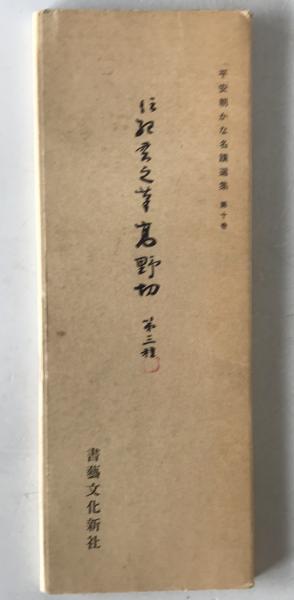 平安朝かな名蹟選集 第十巻
伝紀貫之筆高野切 第三種
書藝文化新社